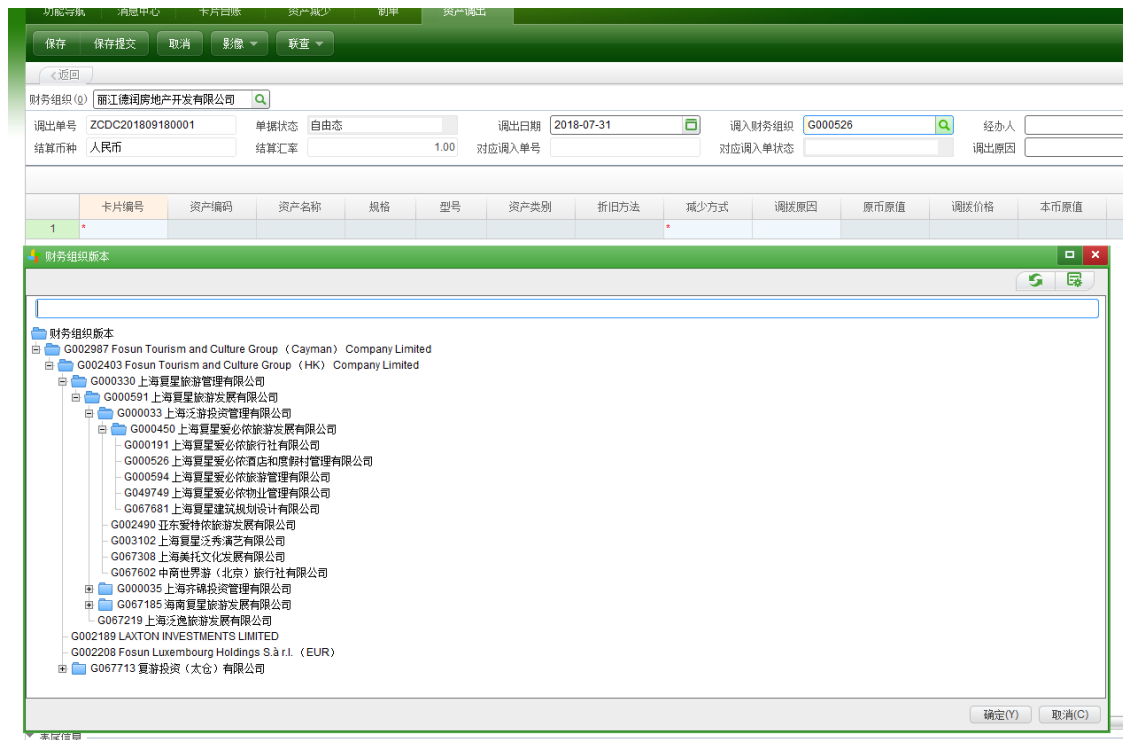 功能导航 消息中心 卡片台账 资产减少 制单 资产调出
保存 保存提交 取消 影像 联查
<返回
财务组织(O) 丽江德润房地产开发有限公司
调出单号 ZCDC201809180001 单据状态 自由态 调出日期 2018-07-31 调入财务组织 G000526 经办人
结算币种 人民币 结算汇率 1.00 对应调入单号 对应调入单状态 调出原因
卡片编号 资产编码 资产名称 规格 型号 资产类别 折旧方法 减少方式 调拨原因 原币原值 调拨价格 本币原值
1 * *
财务组织版本
财务组织版本
G002987 Fosun Tourism and Culture Group （Cayman） Company Limited
G002403 Fosun Tourism and Culture Group （HK） Company Limited
G000330 上海复星旅游管理有限公司
G000591 上海复星旅游发展有限公司
G000033 上海泛游投资管理有限公司
G000450 上海复星爱必侬旅游发展有限公司
G000191 上海复星爱必侬旅行社有限公司
G000526 上海复星爱必侬酒店和度假村管理有限公司
G000594 上海复星爱必侬旅游管理有限公司
G049749 上海复星爱必侬物业管理有限公司
G067681 上海复星建筑规划设计有限公司
G002490 亚东爱特侬旅游发展有限公司
G003102 上海复星泛秀演艺有限公司
G067308 上海美托文化发展有限公司
G067602 中商世界游（北京）旅行社有限公司
G000035 上海齐锦投资管理有限公司
G067185 海南复星旅游发展有限公司
G067219 上海泛逸旅游发展有限公司
G002189 LAXTON INVESTMENTS LIMITED
G002208 Fosun Luxembourg Holdings S.à r.l. （EUR）
G067713 复游投资（太仓）有限公司
确定(Y) 取消(C)
表尾信息